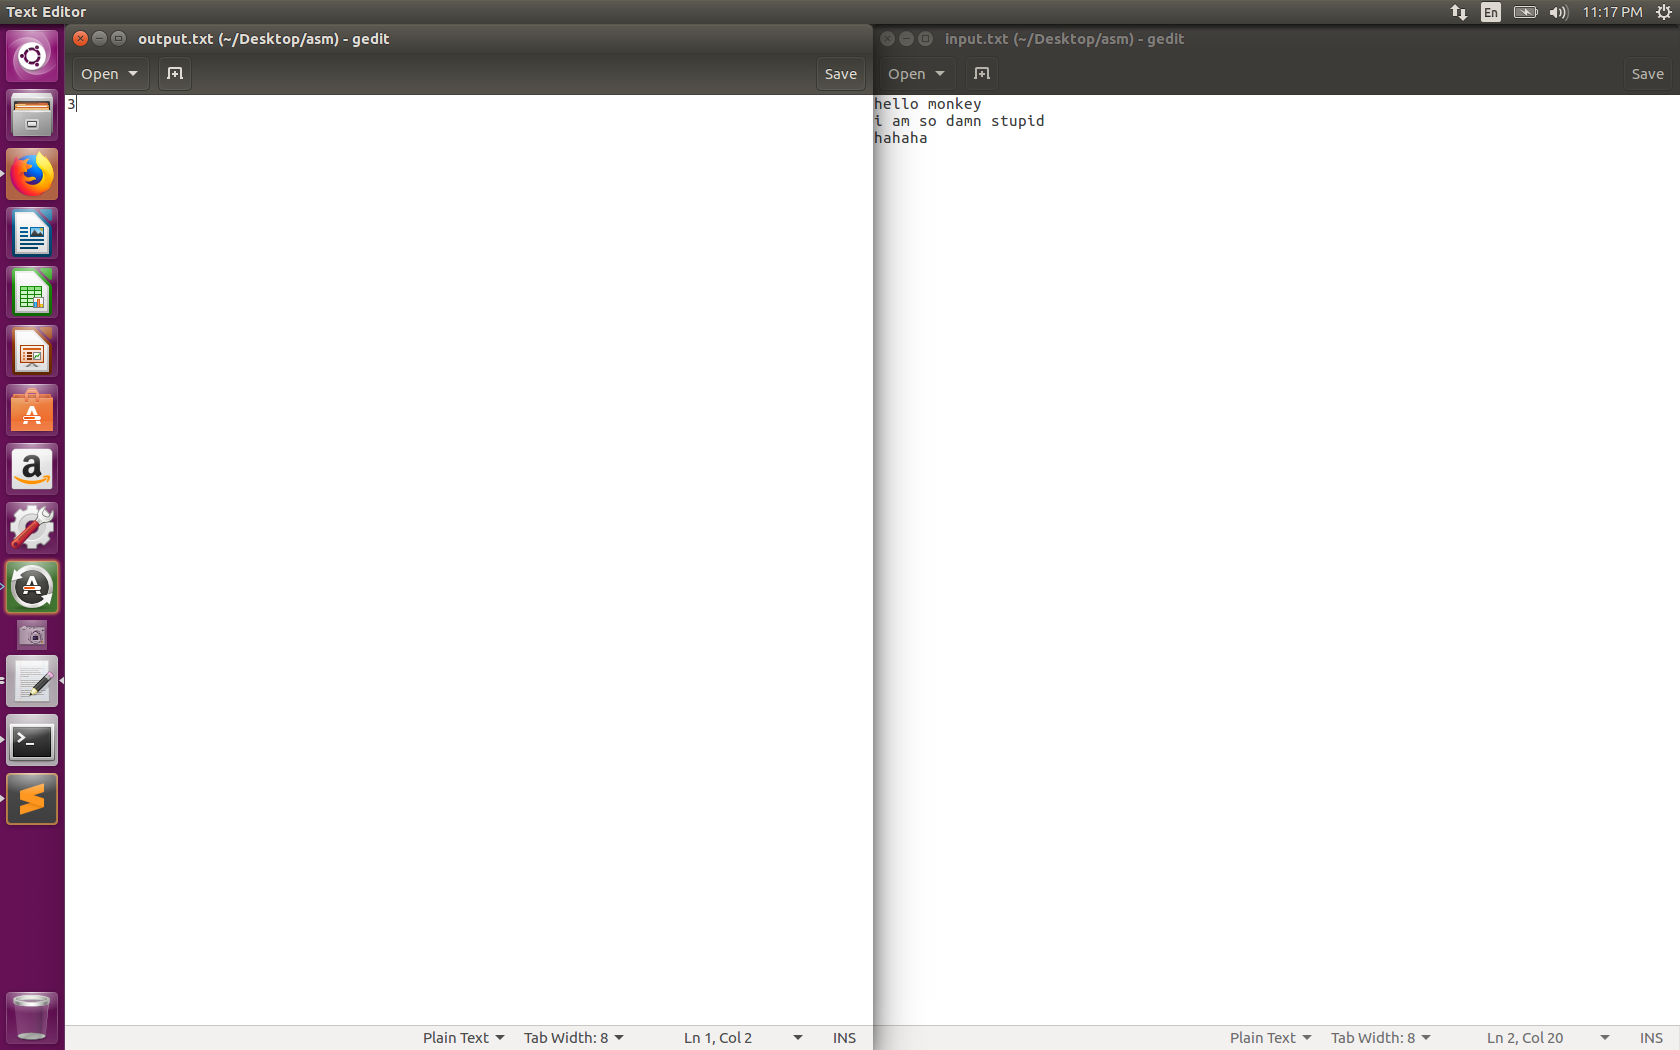 Text Editor
En
11:17 PM
output.txt (~/Desktop/asm) - gedit
Open
Save
3
Plain Text
Tab Width: 8
Ln 1, Col 2
INS
input.txt (~/Desktop/asm) - gedit
Open
Save
hello monkey
i am so damn stupid
hahaha
Plain Text
Tab Width: 8
Ln 2, Col 20
INS